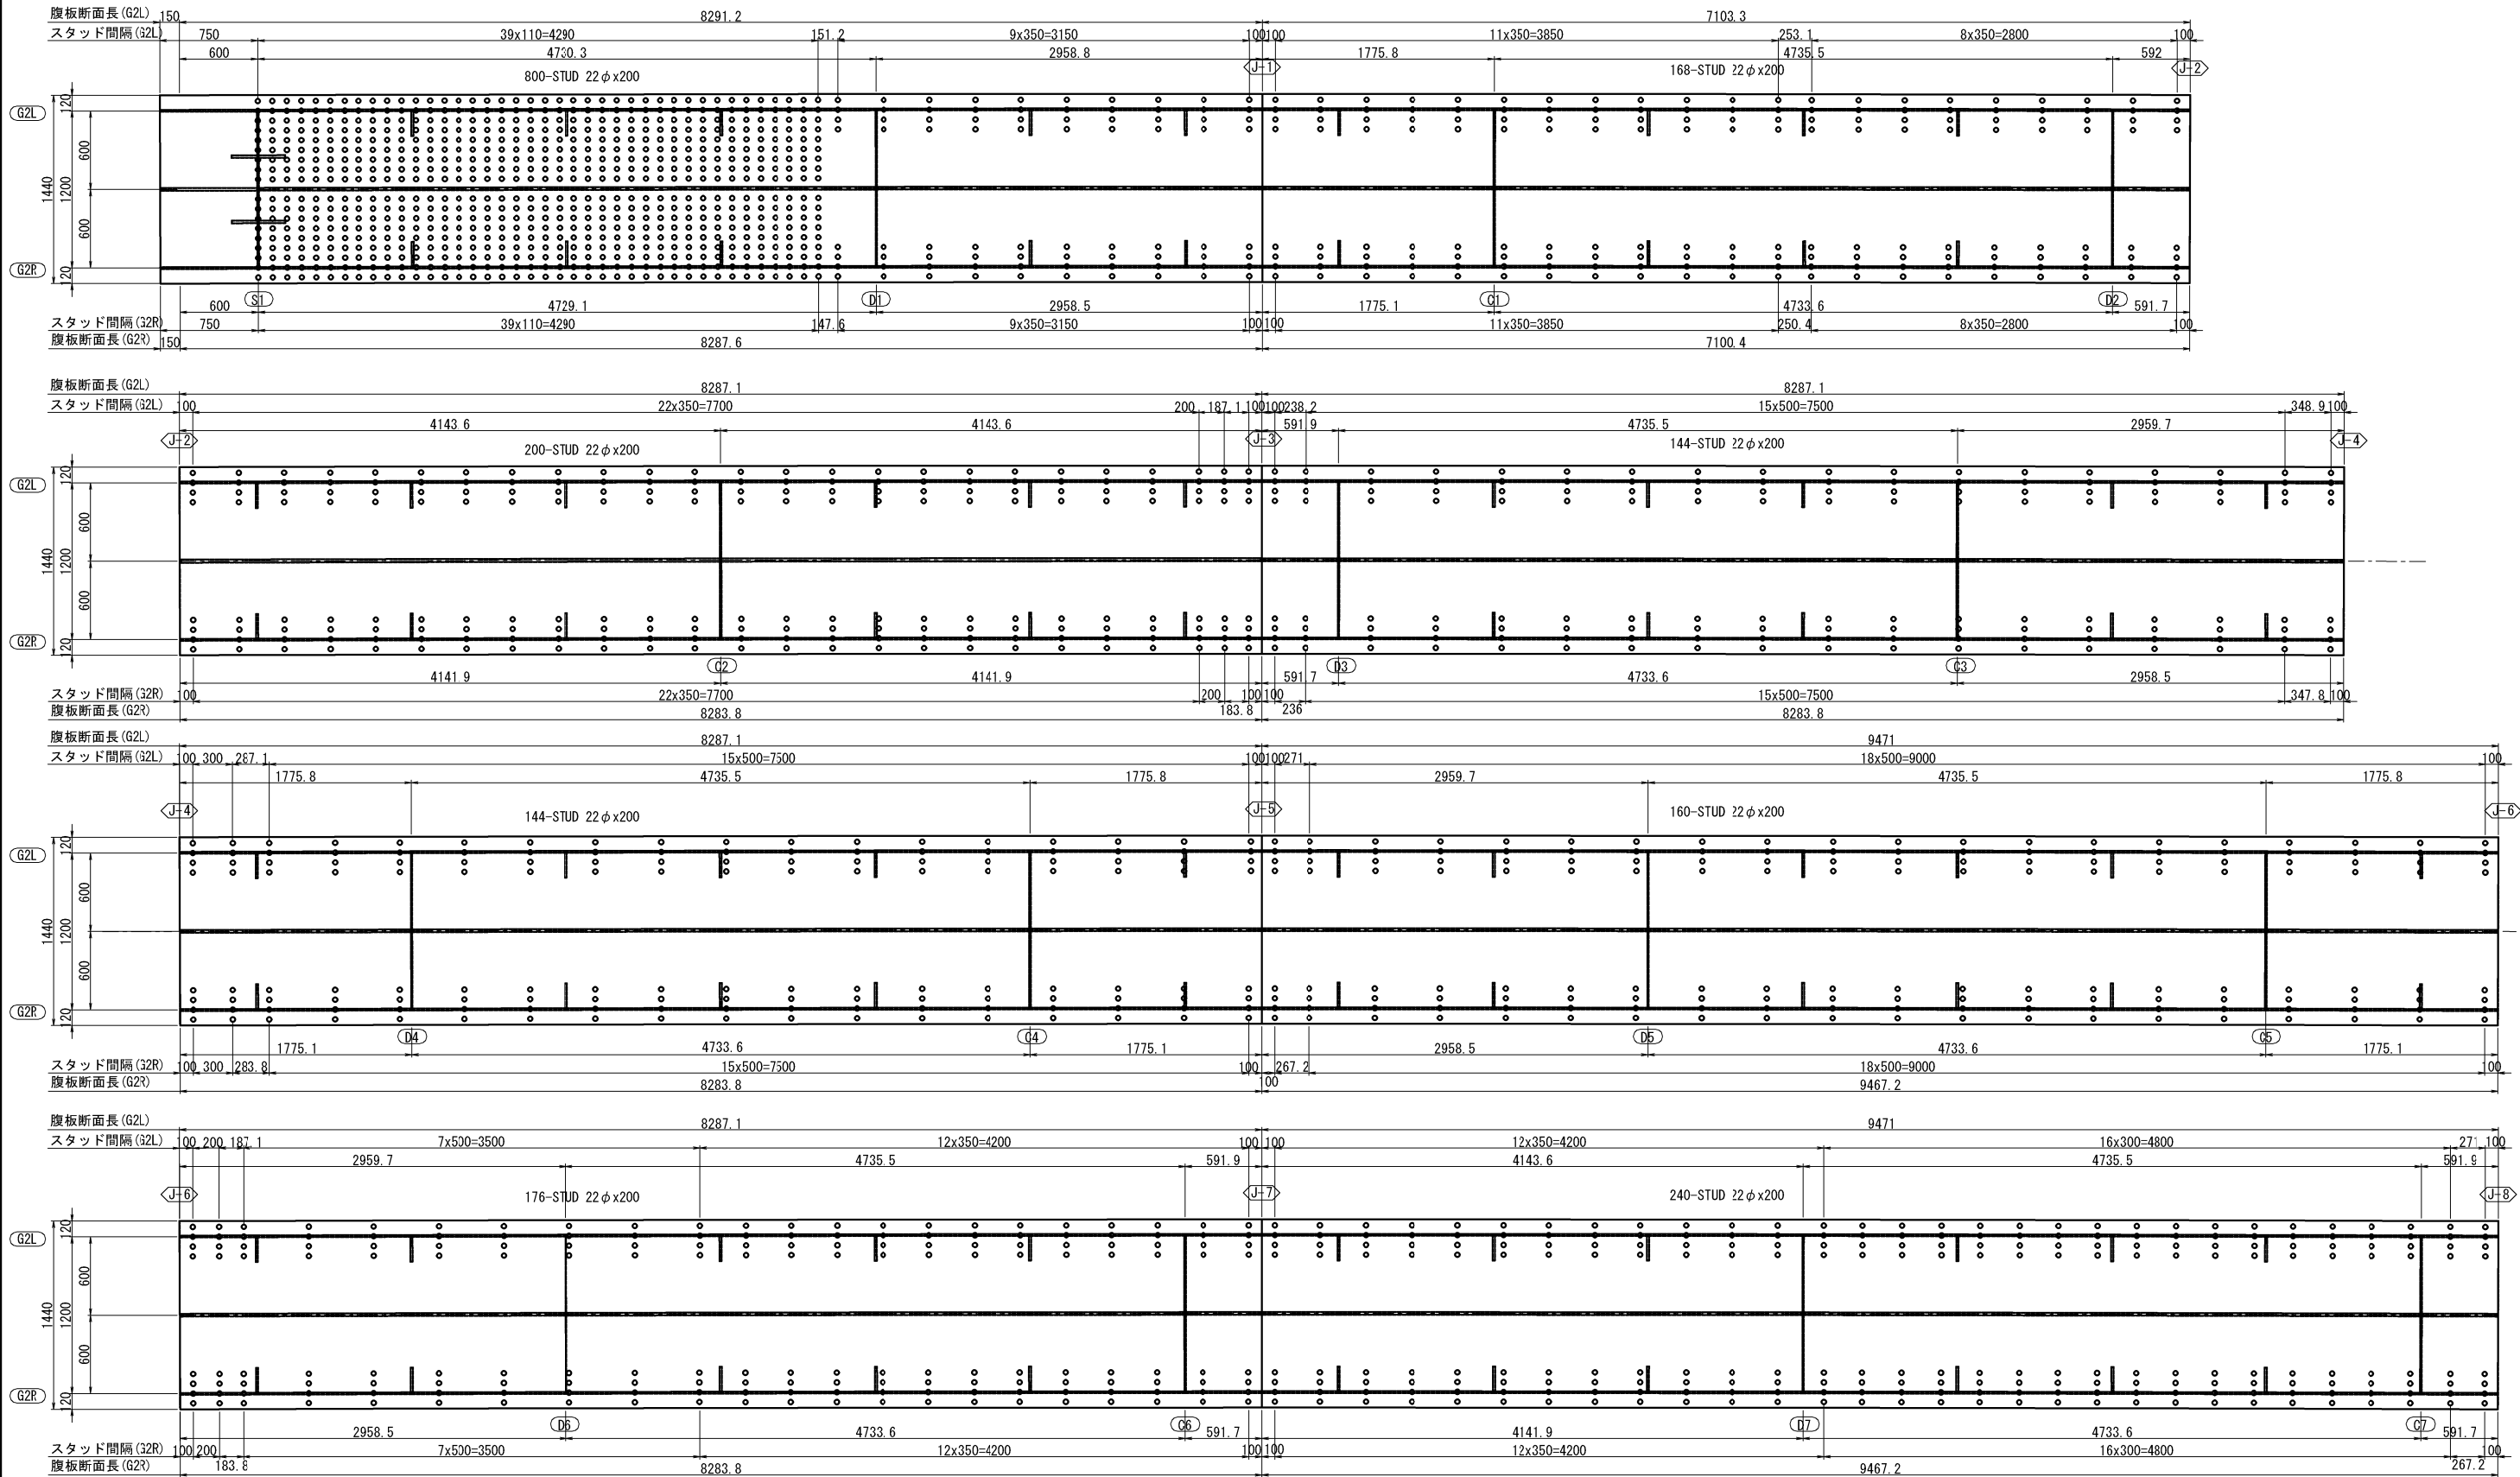 腹板断面長(G2L) 150 8291.2 7103.3
スタッド間隔(G2L) 750 39x110=4290 151.2 9x350=3150 100 100 11x350=3850 253.1 8x350=2800 100
600 4730.3 2958.8 1775.8 4735.5 592
800-STUD 22φx200 J-1 168-STUD 22φx200 J-2
G2L 120 600 1440 1200 600 120 G2R
S1 D1 C1 D2
600 4729.1 2958.5 1775.1 4733.6 591.7
スタッド間隔(G2R) 750 39x110=4290 147.6 9x350=3150 100 100 11x350=3850 250.4 8x350=2800 100
腹板断面長(G2R) 150 8287.6 7100.4
腹板断面長(G2L) 8287.1 8287.1
スタッド間隔(G2L) 100 22x350=7700 200 187.1 100 100 238.2 15x500=7500 348.9 100
J-2 4143.6 4143.6 J-3 591.9 4735.5 2959.7 J-4
200-STUD 22φx200 144-STUD 22φx200
G2L 120 600 1440 1200 600 120 G2R
C2 D3 C3
4141.9 4141.9 591.7 4733.6 2958.5
スタッド間隔(G2R) 100 22x350=7700 200 183.8 100 100 236 15x500=7500 347.8 100
腹板断面長(G2R) 8283.8 8283.8
腹板断面長(G2L) 8287.1 9471
スタッド間隔(G2L) 100 300 287.1 15x500=7500 100 100 271 18x500=9000 100
1775.8 4735.5 1775.8 2959.7 4735.5 1775.8
J-4 144-STUD 22φx200 J-5 160-STUD 22φx200 J-6
G2L 120 600 1440 1200 600 120 G2R
D4 C4 D5 C5
1775.1 4733.6 1775.1 2958.5 4733.6 1775.1
スタッド間隔(G2R) 100 300 283.8 15x500=7500 100 100 267.2 18x500=9000 100
腹板断面長(G2R) 8283.8 9467.2
腹板断面長(G2L) 8287.1 9471
スタッド間隔(G2L) 100 200 187.1 7x500=3500 12x350=4200 100 100 12x350=4200 16x300=4800 271 100
2959.7 4735.5 591.9 4143.6 4735.5 591.9
J-6 176-STUD 22φx200 J-7 240-STUD 22φx200 J-8
G2L 120 600 1440 1200 600 120 G2R
D6 C6 D7 C7
2958.5 4733.6 591.7 4141.9 4733.6 591.7
スタッド間隔(G2R) 100 200 183.8 7x500=3500 12x350=4200 100 100 12x350=4200 16x300=4800 267.2 100
腹板断面長(G2R) 8283.8 9467.2